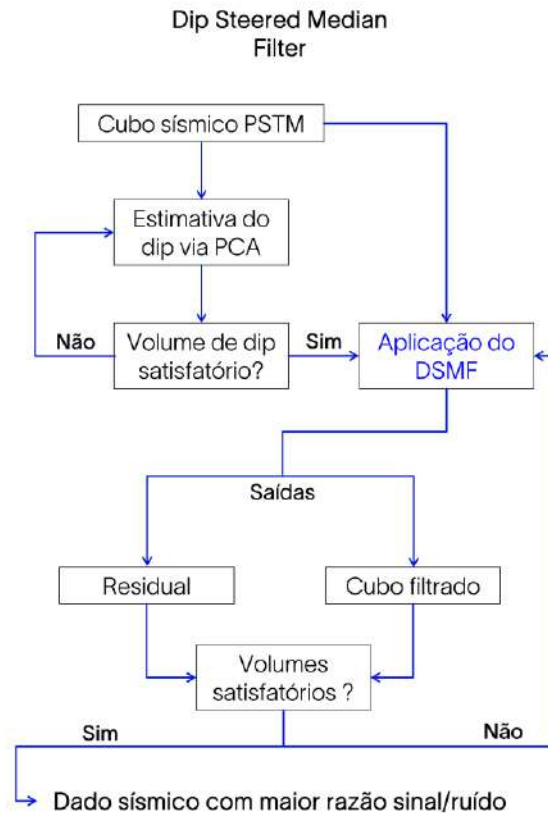 Dip Steered Median
Filter
Cubo sísmico PSTM
Estimativa do
dip via PCA
Não
Volume de dip
satisfatório?
Sim
Aplicação do
DSMF
Saídas
Residual
Cubo filtrado
Volumes
satisfatórios ?
Sim
Não
Dado sísmico com maior razão sinal/ruído